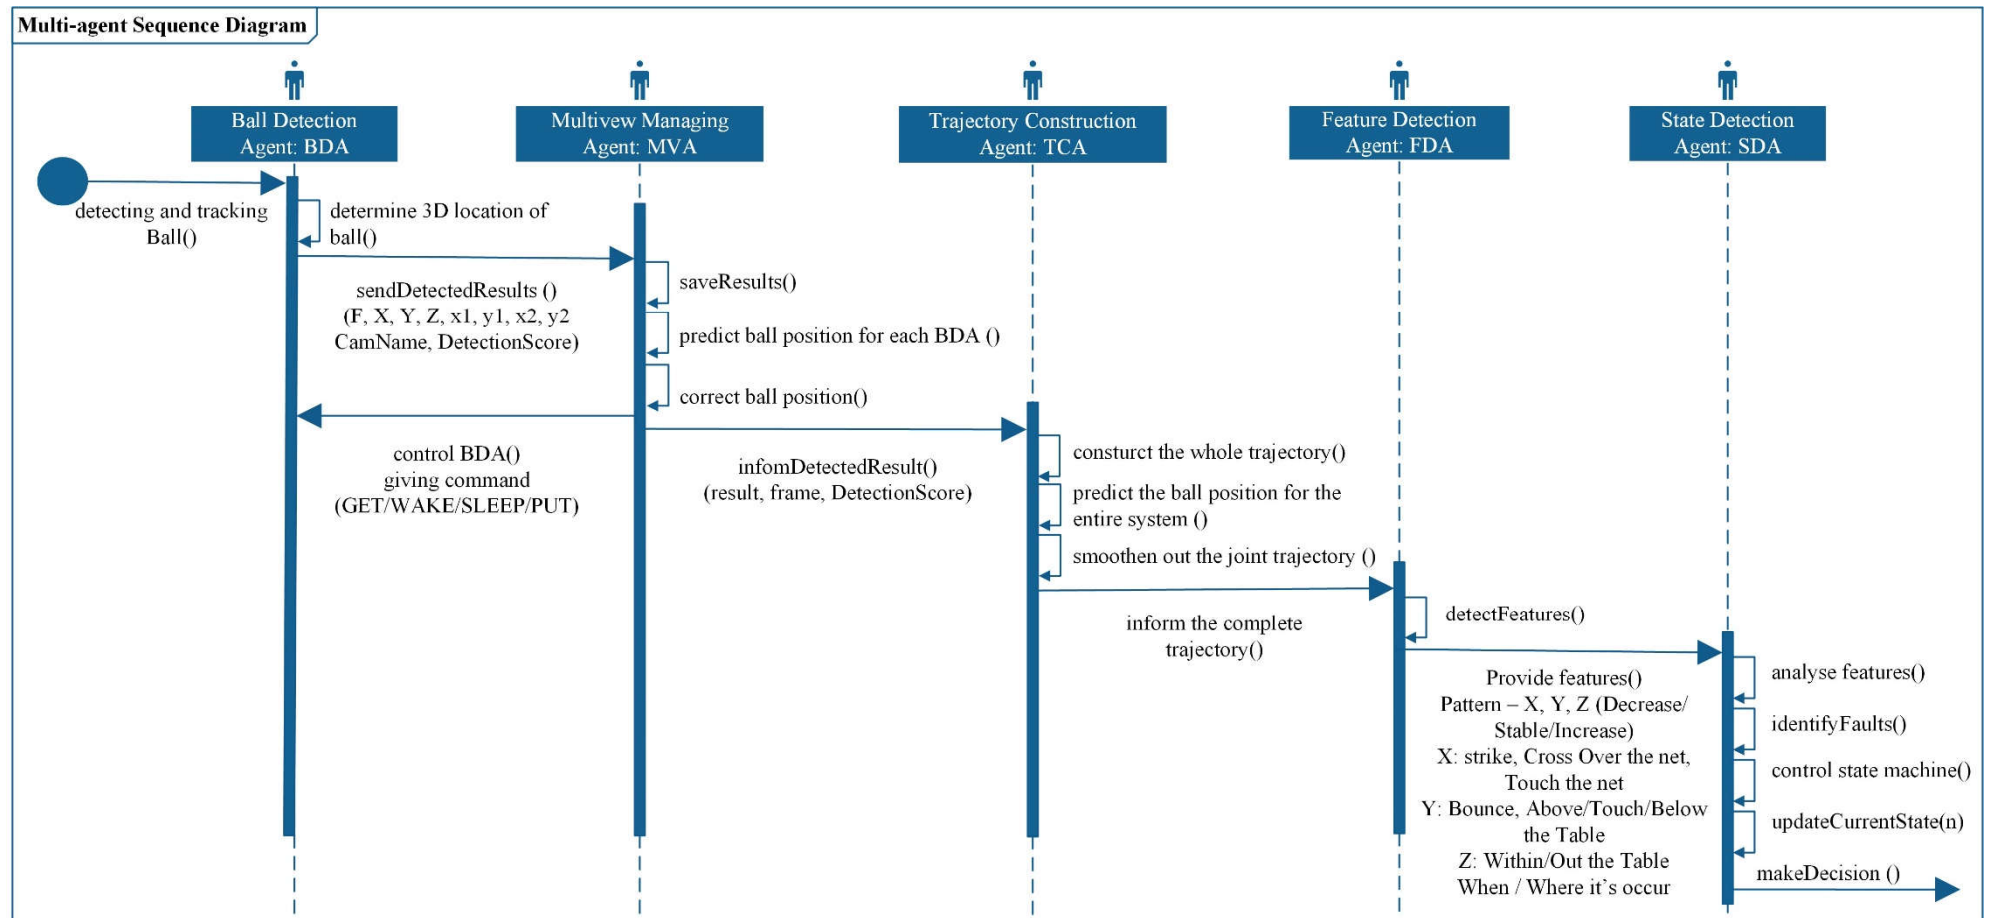 Multi-agent Sequence Diagram
Ball Detection
Agent: BDA
Multivew Managing
Agent: MVA
Trajectory Construction
Agent: TCA
Feature Detection
Agent: FDA
State Detection
Agent: SDA
detecting and tracking
Ball()
determine 3D location of
ball()
sendDetectedResults ()
(F, X, Y, Z, x1, y1, x2, y2
CamName, DetectionScore)
saveResults()
predict ball position for each BDA ()
correct ball position()
control BDA()
giving command
(GET/WAKE/SLEEP/PUT)
infomDetectedResult()
(result, frame, DetectionScore)
consturct the whole trajectory()
predict the ball position for the
entire system ()
smoothen out the joint trajectory ()
inform the complete
trajectory()
detectFeatures()
Provide features()
Pattern – X, Y, Z (Decrease/
Stable/Increase)
X: strike, Cross Over the net,
Touch the net
Y: Bounce, Above/Touch/Below
the Table
Z: Within/Out the Table
When / Where it’s occur
analyse features()
identifyFaults()
control state machine()
updateCurrentState(n)
makeDecision ()